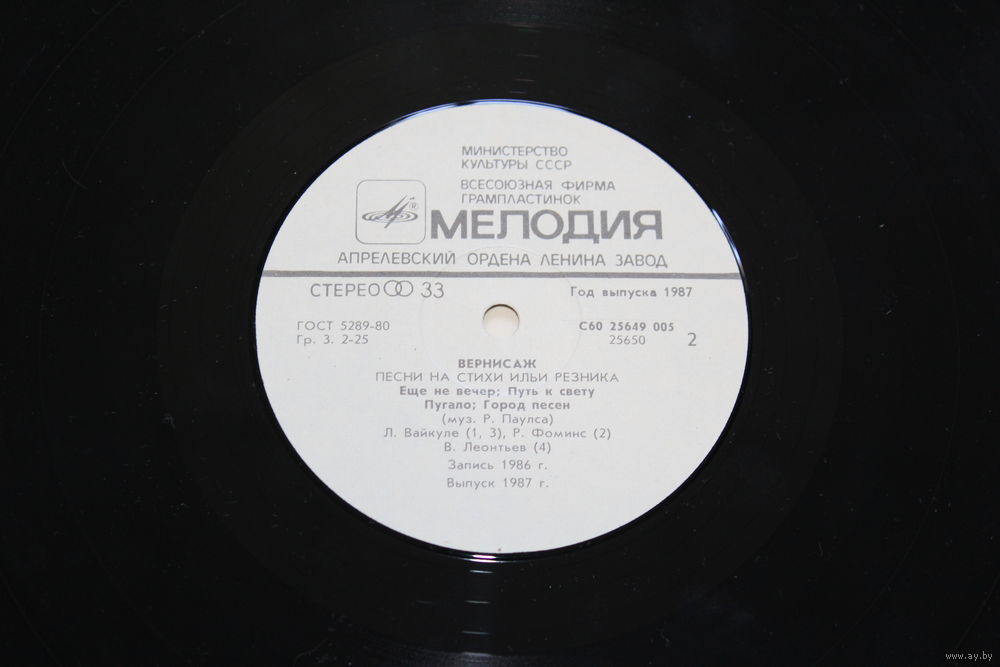 МИНИСТЕРСТВО
КУЛЬТУРЫ СССР
ВСЕСОЮЗНАЯ ФИРМА
ГРАМПЛАСТИНОК
®
МЕЛОДИЯ
АПРЕЛЕВСКИЙ ОРДЕНА ЛЕНИНА ЗАВОД
СТЕРЕО 33
Год выпуска 1987
ГОСТ 5289-80
Гр. 3. 2-25
С60 25649 005
25650 2
ВЕРНИСАЖ
ПЕСНИ НА СТИХИ ИЛЬИ РЕЗНИКА
Еще не вечер; Путь к свету
Пугало; Город песен
(муз. Р. Паулса)
Л. Вайкуле (1, 3), Р. Фоминс (2)
В. Леонтьев (4)
Запись 1986 г.
Выпуск 1987 г.
www.ay.by